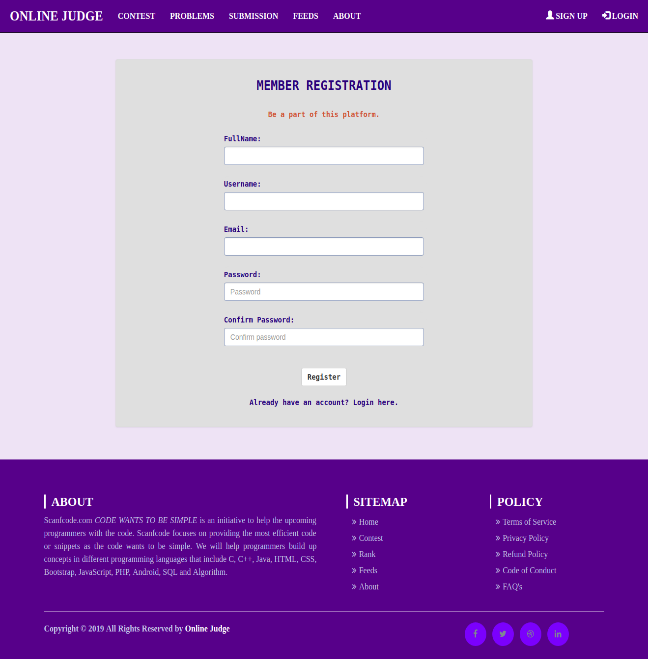 ONLINE JUDGE CONTEST PROBLEMS SUBMISSION FEEDS ABOUT SIGN UP LOGIN
MEMBER REGISTRATION
Be a part of this platform.
FullName:
Username:
Email:
Password:
Password
Confirm Password:
Confirm password
Register
Already have an account? Login here.
ABOUT
Scanfcode.com CODE WANTS TO BE SIMPLE is an initiative to help the upcoming
programmers with the code. Scanfcode focuses on providing the most efficient code
or snippets as the code wants to be simple. We will help programmers build up
concepts in different programming languages that include C, C++, Java, HTML, CSS,
Bootstrap, JavaScript, PHP, Android, SQL and Algorithm.
SITEMAP
Home
Contest
Rank
Feeds
About
POLICY
Terms of Service
Privacy Policy
Refund Policy
Code of Conduct
FAQ's
Copyright © 2019 All Rights Reserved by Online Judge